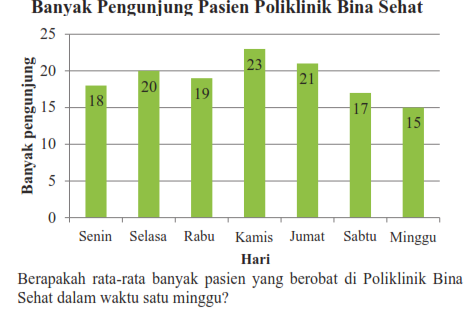 Banyak Pengunjung Pasien Poliklinik Bina Sehat
Banyak pengunjung
25
20
15
10
5
0
18
20
19
23
21
17
15
Senin Selasa Rabu Kamis Jumat Sabtu Minggu
Hari
Berapakah rata-rata banyak pasien yang berobat di Poliklinik Bina
Sehat dalam waktu satu minggu?